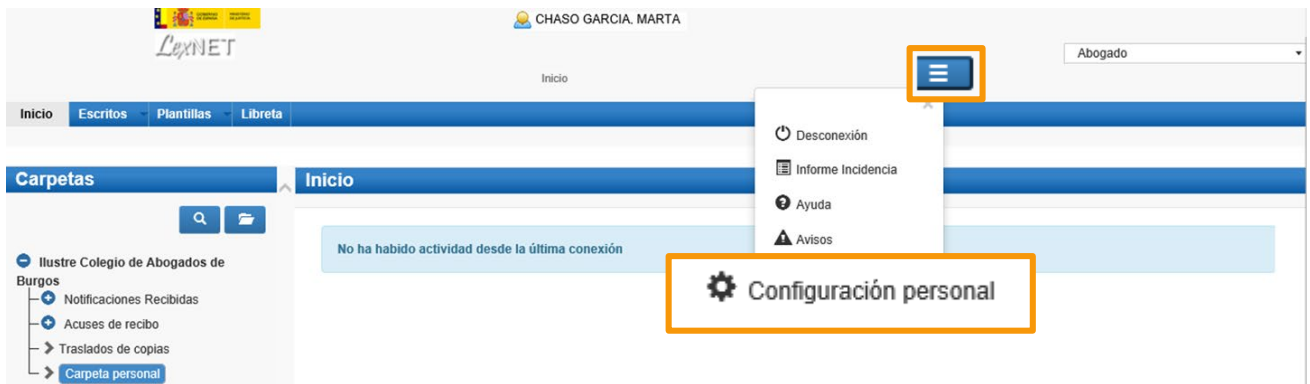 CHASO GARCIA. MARTA
LexNET
Abogado
Inicio
Inicio Escritos Plantillas Libreta
Desconexión
Informe Incidencia
Ayuda
Avisos
Configuración personal
Carpetas
Ilustre Colegio de Abogados de
Burgos
Notificaciones Recibidas
Acuses de recibo
Traslados de copias
Carpeta personal
Inicio
No ha habido actividad desde la última conexión